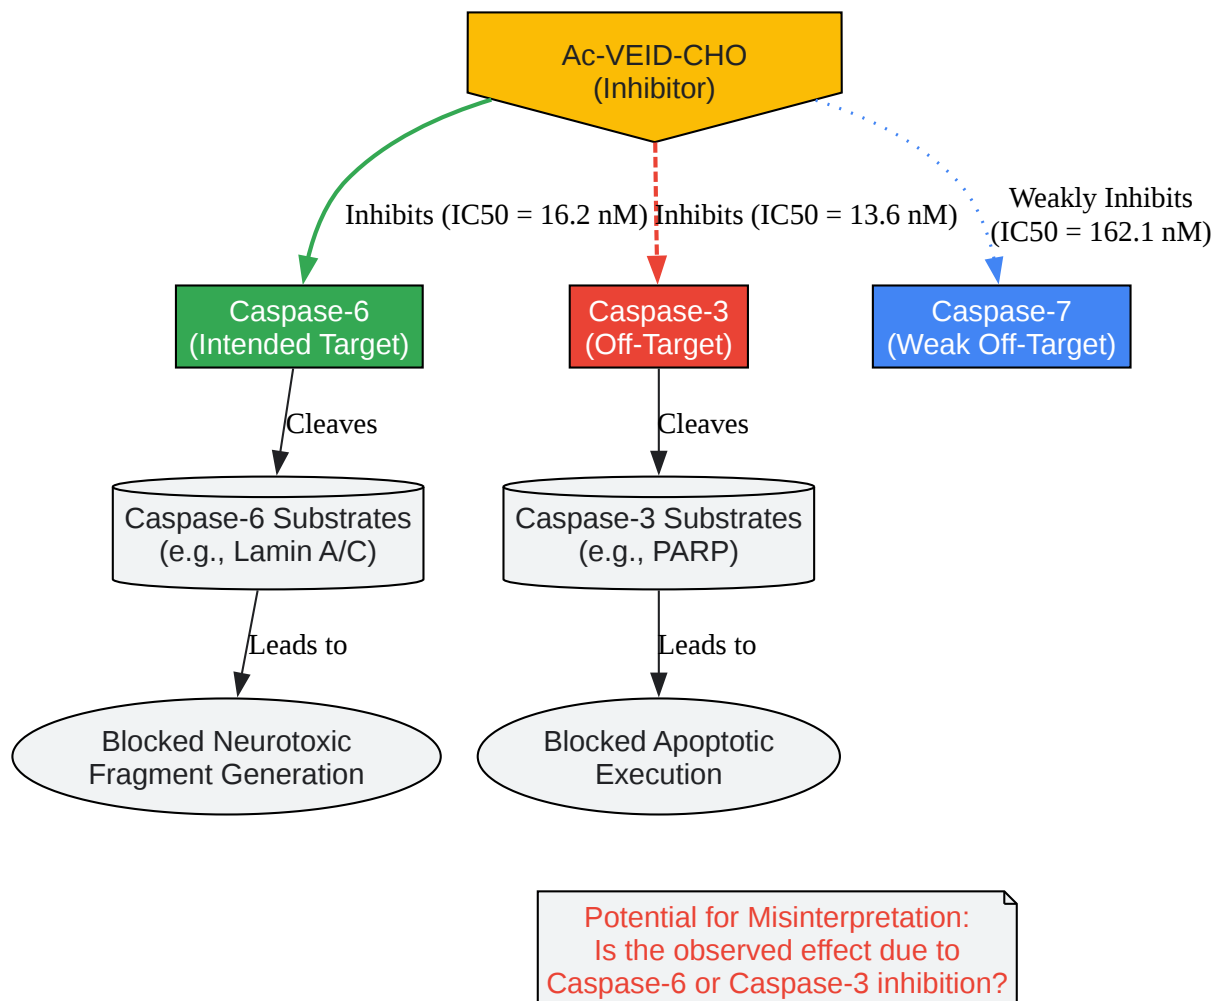 Ac-VEID-CHO
(Inhibitor)
Inhibits (IC50 = 16.2 nM)
Inhibits (IC50 = 13.6 nM)
Weakly Inhibits
(IC50 = 162.1 nM)
Caspase-6
(Intended Target)
Caspase-3
(Off-Target)
Caspase-7
(Weak Off-Target)
Cleaves
Cleaves
Caspase-6 Substrates
(e.g., Lamin A/C)
Caspase-3 Substrates
(e.g., PARP)
Leads to
Leads to
Blocked Neurotoxic
Fragment Generation
Blocked Apoptotic
Execution
Potential for Misinterpretation:
Is the observed effect due to
Caspase-6 or Caspase-3 inhibition?